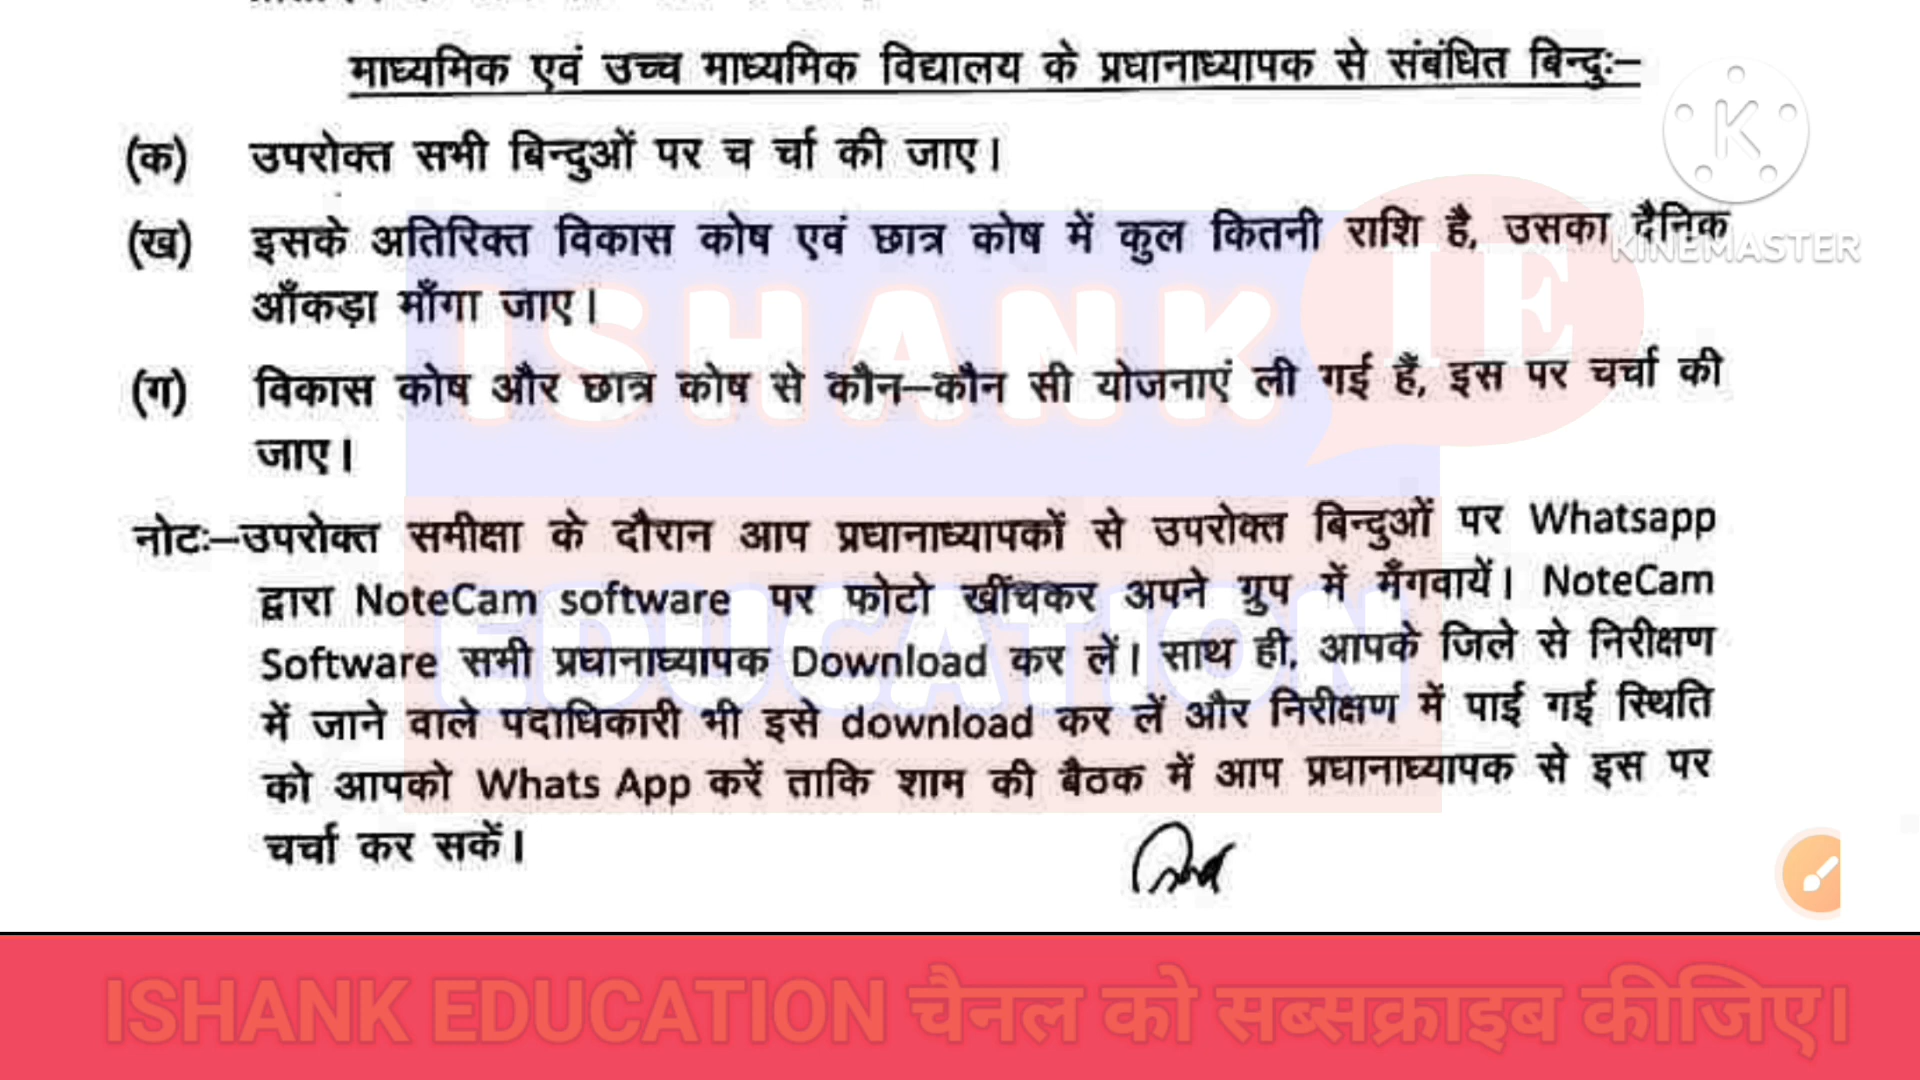 माध्यमिक एवं उच्च माध्यमिक विद्यालय के प्रधानाध्यापक से संबंधित बिन्दुः–
(क) उपरोक्त सभी बिन्दुओं पर च र्चा की जाए।
(ख) इसके अतिरिक्त विकास कोष एवं छात्र कोष में कुल कितनी राशि है, उसका दैनिक
आँकड़ा माँगा जाए।
(ग) विकास कोष और छात्र कोष से कौन–कौन सी योजनाएं ली गई हैं, इस पर चर्चा की
जाए।
नोटः–उपरोक्त समीक्षा के दौरान आप प्रधानाध्यापकों से उपरोक्त बिन्दुओं पर Whatsapp
द्वारा NoteCam software पर फोटो खींचकर अपने ग्रुप में मँगवायें। NoteCam
Software सभी प्रधानाध्यापक Download कर लें। साथ ही, आपके जिले से निरीक्षण
में जाने वाले पदाधिकारी भी इसे download कर लें और निरीक्षण में पाई गई स्थिति
को आपको Whats App करें ताकि शाम की बैठक में आप प्रधानाध्यापक से इस पर
चर्चा कर सकें।
K
KINEMASTER
ISHANK
IE
EDUCATION
ISHANK EDUCATION चैनल को सब्सक्राइब कीजिए।